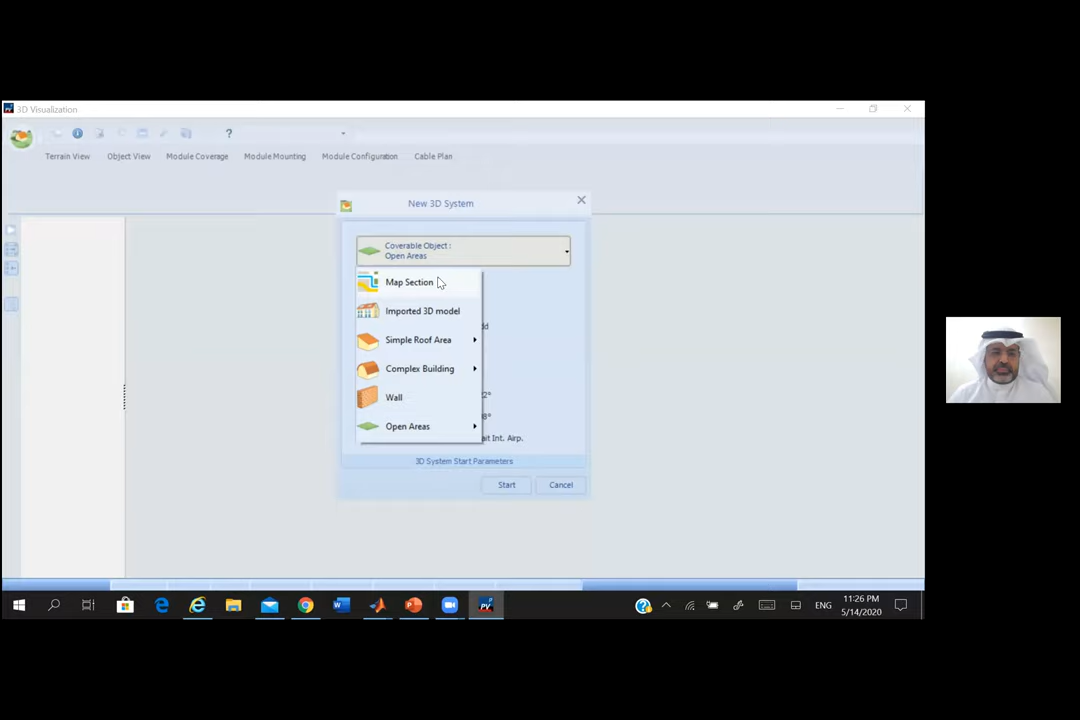 3D Visualization
?
Terrain View
Object View
Module Coverage
Module Mounting
Module Configuration
Cable Plan
New 3D System
Coverable Object :
Open Areas
Map Section
Imported 3D model
Simple Roof Area
Complex Building
Wall
Open Areas
Int. Airp.
3D System Start Parameters
Start
Cancel
ENG
11:26 PM
5/14/2020